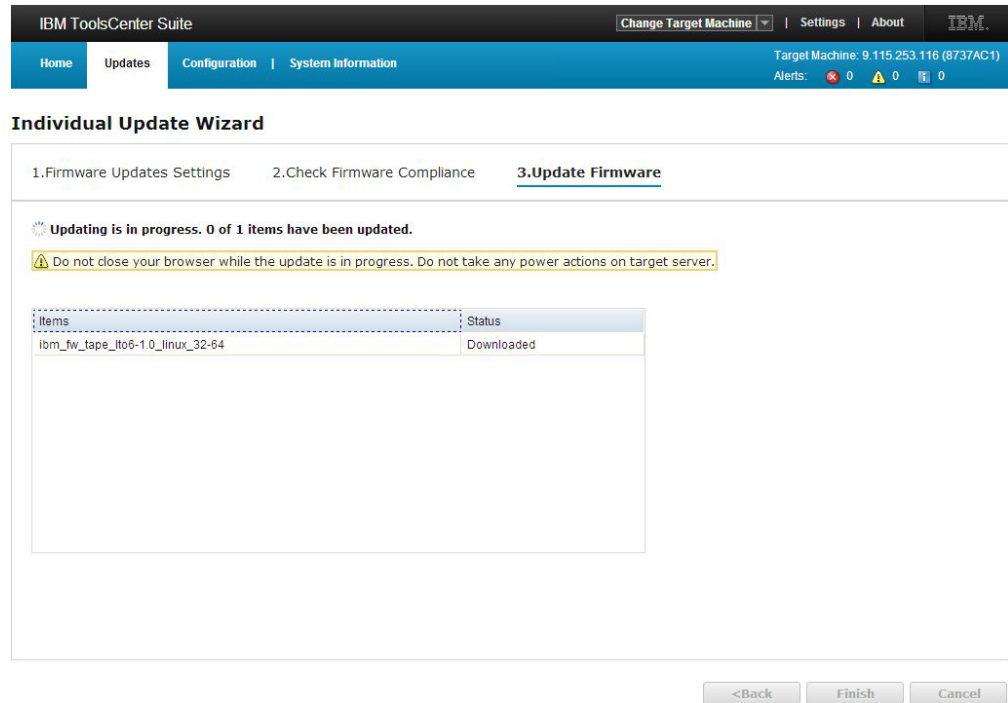 IBM ToolsCenter Suite
Change Target Machine | Settings | About IBM.
Home Updates Configuration | System Information
Target Machine: 9.115.253.116 (8737AC1)
Alerts: 0 0 0
Individual Update Wizard
1.Firmware Updates Settings 2.Check Firmware Compliance 3.Update Firmware
Updating is in progress. 0 of 1 items have been updated.
Do not close your browser while the update is in progress. Do not take any power actions on target server.
Items Status
ibm_fw_tape_lto6-1.0_linux_32-64 Downloaded
<Back Finish Cancel